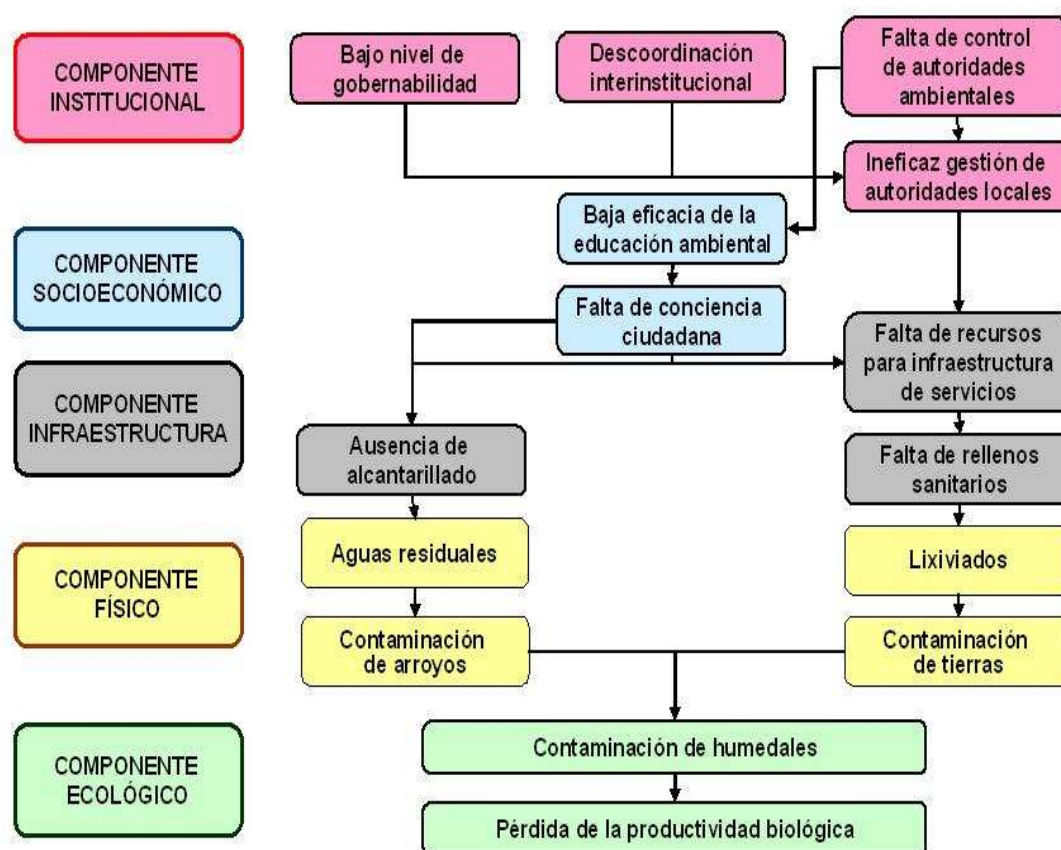 COMPONENTE
INSTITUCIONAL
Bajo nivel de
gobernabilidad
Descoordinación
interinstitucional
Falta de control
de autoridades
ambientales
Ineficaz gestión de
autoridades locales
COMPONENTE
SOCIOECONÓMICO
Baja eficacia de la
educación ambiental
Falta de conciencia
ciudadana
COMPONENTE
INFRAESTRUCTURA
Falta de recursos
para infraestructura
de servicios
Ausencia de
alcantarillado
Falta de rellenos
sanitarios
COMPONENTE
FÍSICO
Aguas residuales
Lixiviados
Contaminación
de arroyos
Contaminación
de tierras
COMPONENTE
ECOLÓGICO
Contaminación de humedales
Pérdida de la productividad biológica